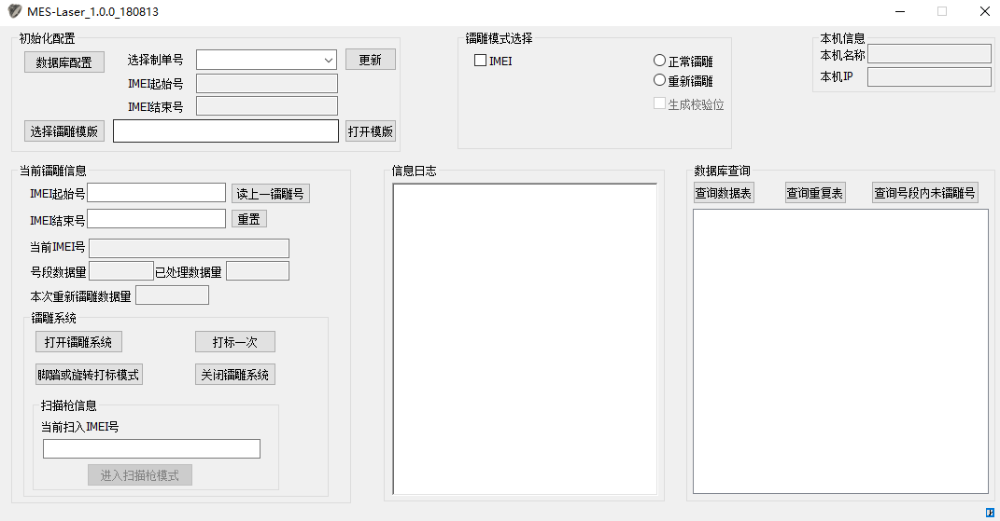 MES-Laser_1.0.0_180813
初始化配置
数据库配置
选择制单号
更新
IMEI起始号
IMEI结束号
选择镭雕模版
打开模版
镭雕模式选择
IMEI
正常镭雕
重新镭雕
生成校验位
本机信息
本机名称
本机IP
当前镭雕信息
IMEI起始号
读上一镭雕号
IMEI结束号
重置
当前IMEI号
号段数据量
已处理数据量
本次重新镭雕数据量
镭雕系统
打开镭雕系统
打标一次
脚踏或旋转打标模式
关闭镭雕系统
扫描枪信息
当前扫入IMEI号
进入扫描枪模式
信息日志
数据库查询
查询数据表
查询重复表
查询号段内未镭雕号